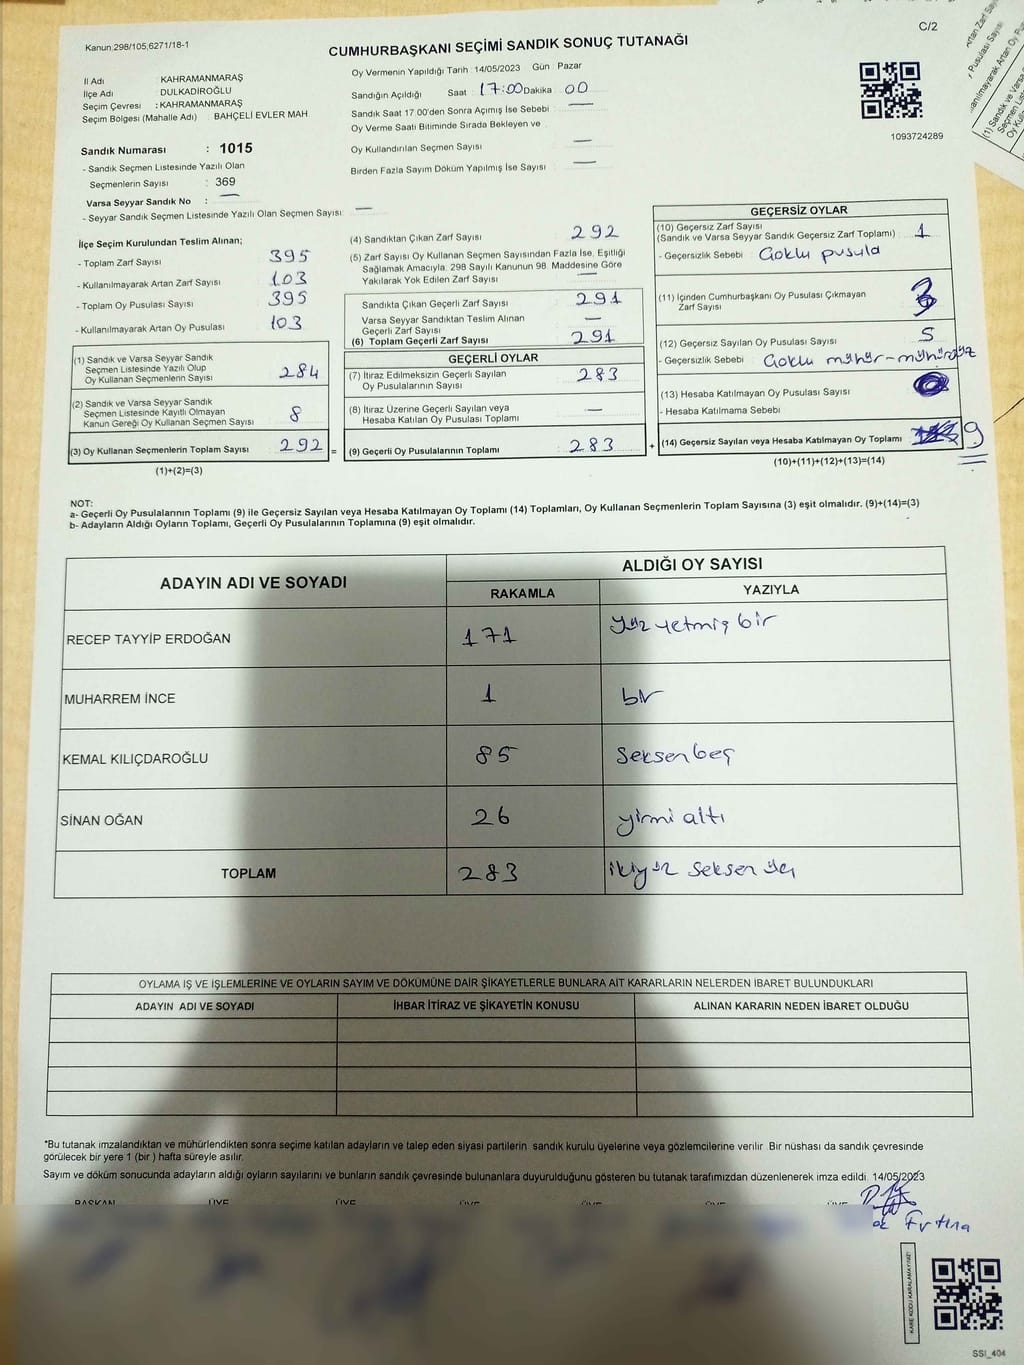 Kanun:298/105,6271/18-1
C/2
CUMHURBAŞKANI SEÇİMİ SANDIK SONUÇ TUTANAĞI
İl Adı : KAHRAMANMARAŞ
İlçe Adı : DULKADİROĞLU
Seçim Çevresi : KAHRAMANMARAŞ
Seçim Bölgesi (Mahalle Adı) : BAHÇELİ EVLER MAH
Sandık Numarası : 1015
- Sandık Seçmen Listesinde Yazılı Olan
Seçmenlerin Sayısı : 369
Varsa Seyyar Sandık No : —
- Seyyar Sandık Seçmen Listesinde Yazılı Olan Seçmen Sayısı: —
Oy Vermenin Yapıldığı Tarih : 14/05/2023 Gün : Pazar
Sandığın Açıldığı Saat : 17:00 Dakika : 00
Sandık Saat 17.00'den Sonra Açımış İse Sebebi : —
Oy Verme Saati Bitiminde Sırada Bekleyen ve
Oy Kullandırılan Seçmen Sayısı : —
Birden Fazla Sayım Döküm Yapılmış İse Sayısı : —
1093724289
İlçe Seçim Kurulundan Teslim Alınan;
- Toplam Zarf Sayısı : 395
- Kullanılmayarak Artan Zarf Sayısı : 103
- Toplam Oy Pusulası Sayısı : 395
- Kullanılmayarak Artan Oy Pusulası : 103
(1) Sandık ve Varsa Seyyar Sandık
Seçmen Listesinde Yazılı Olup
Oy Kullanan Seçmenlerin Sayısı : 284
(2) Sandık ve Varsa Seyyar Sandık
Seçmen Listesinde Kayıtlı Olmayan
Kanun Gereği Oy Kullanan Seçmen Sayısı : 8
(3) Oy Kullanan Seçmenlerin Toplam Sayısı : 292 =
(1)+(2)=(3)
(4) Sandıktan Çıkan Zarf Sayısı : 292
(5) Zarf Sayısı Oy Kullanan Seçmen Sayısından Fazla İse, Eşitliği
Sağlamak Amacıyla, 298 Sayılı Kanunun 98. Maddesine Göre
Yakılarak Yok Edilen Zarf Sayısı : —
Sandıkta Çıkan Geçerli Zarf Sayısı : 291
Varsa Seyyar Sandıktan Teslim Alınan
Geçerli Zarf Sayısı : —
(6) Toplam Geçerli Zarf Sayısı : 291
GEÇERLİ OYLAR
(7) İtiraz Edilmeksizin Geçerli Sayılan
Oy Pusulalarının Sayısı : 283
(8) İtiraz Üzerine Geçerli Sayılan veya
Hesaba Katılan Oy Pusulası Toplamı : —
(9) Geçerli Oy Pusulalarının Toplamı : 283 +
GEÇERSİZ OYLAR
(10) Geçersiz Zarf Sayısı
(Sandık ve Varsa Seyyar Sandık Geçersiz Zarf Toplamı) : 1
- Geçersizlik Sebebi : Çoklu pusula
(11) İçinden Cumhurbaşkanı Oy Pusulası Çıkmayan
Zarf Sayısı : 3
(12) Geçersiz Sayılan Oy Pusulası Sayısı : 5
- Geçersizlik Sebebi : Çoklu mühür-mühürsüz
(13) Hesaba Katılmayan Oy Pusulası Sayısı
- Hesaba Katılmama Sebebi
(14) Geçersiz Sayılan veya Hesaba Katılmayan Oy Toplamı : 9
(10)+(11)+(12)+(13)=(14)
NOT:
a- Geçerli Oy Pusulalarının Toplamı (9) ile Geçersiz Sayılan veya Hesaba Katılmayan Oy Toplamı (14) Toplamları, Oy Kullanan Seçmenlerin Toplam Sayısına (3) eşit olmalıdır. (9)+(14)=(3)
b- Adayların Aldığı Oyların Toplamı, Geçerli Oy Pusulalarının Toplamına (9) eşit olmalıdır.
ADAYIN ADI VE SOYADI
ALDIĞI OY SAYISI
RAKAMLA YAZIYLA
RECEP TAYYİP ERDOĞAN 171 yüz yetmiş bir
MUHARREM İNCE 1 bir
KEMAL KILIÇDAROĞLU 85 Seksen beş
SİNAN OĞAN 26 yirmi altı
TOPLAM 283 ikiyüz seksen üç
OYLAMA İŞ VE İŞLEMLERİNE VE OYLARIN SAYIM VE DÖKÜMÜNE DAİR ŞİKAYETLERLE BUNLARA AİT KARARLARIN NELERDEN İBARET BULUNDUKLARI
ADAYIN ADI VE SOYADI İHBAR İTİRAZ VE ŞİKAYETİN KONUSU ALINAN KARARIN NEDEN İBARET OLDUĞU
*Bu tutanak imzalandıktan ve mühürlendikten sonra seçime katılan adayların ve talep eden siyasi partilerin sandık kurulu üyelerine veya gözlemcilerine verilir. Bir nüshası da sandık çevresinde
görülecek bir yere 1 (bir ) hafta süreyle asılır.
Sayım ve döküm sonucunda adayların aldığı oyların sayılarını ve bunların sandık çevresinde bulunanlara duyurulduğunu gösteren bu tutanak tarafımızdan düzenlenerek imza edildi. 14/05/2023
BAŞKAN ÜYE ÜYE ÜYE ÜYE ÜYE ÜYE
Fırtına
KARE KODU KARALAMAYINIZ!
SSI_404